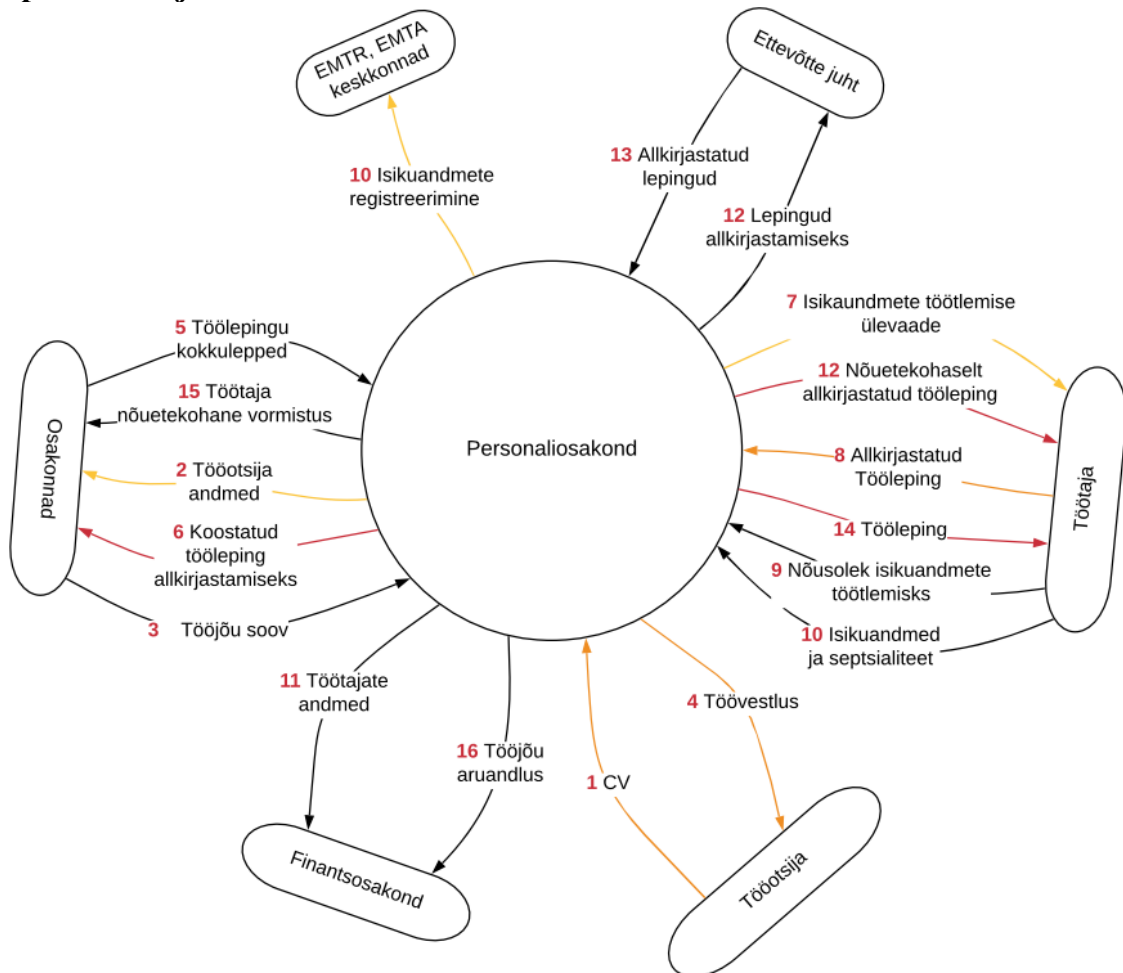 EMTR, EMTA
keskkonnad
Ettevõtte juht
13 Allkirjastatud
lepingud
10 Isikuandmete
registreerimine
12 Lepingud
allkirjastamiseks
7 Isikaundmete töötlemise
ülevaade
5 Töölepingu
kokkulepped
12 Nõuetekohaselt
allkirjastatud tööleping
15 Töötaja
nõuetekohane vormistus
Personaliosakond
8 Allkirjastatud
Tööleping
Osakonnad
2 Tööotsija
andmed
Töötaja
6 Koostatud
tööleping
allkirjastamiseks
14 Tööleping
9 Nõusolek isikuandmete
töötlemisks
3 Tööjõu soov
10 Isikuandmed
ja septsialiteet
11 Töötajate
andmed
4 Töövestlus
16 Tööjõu
aruandlus
1 CV
Finantsosakond
Tööotsija